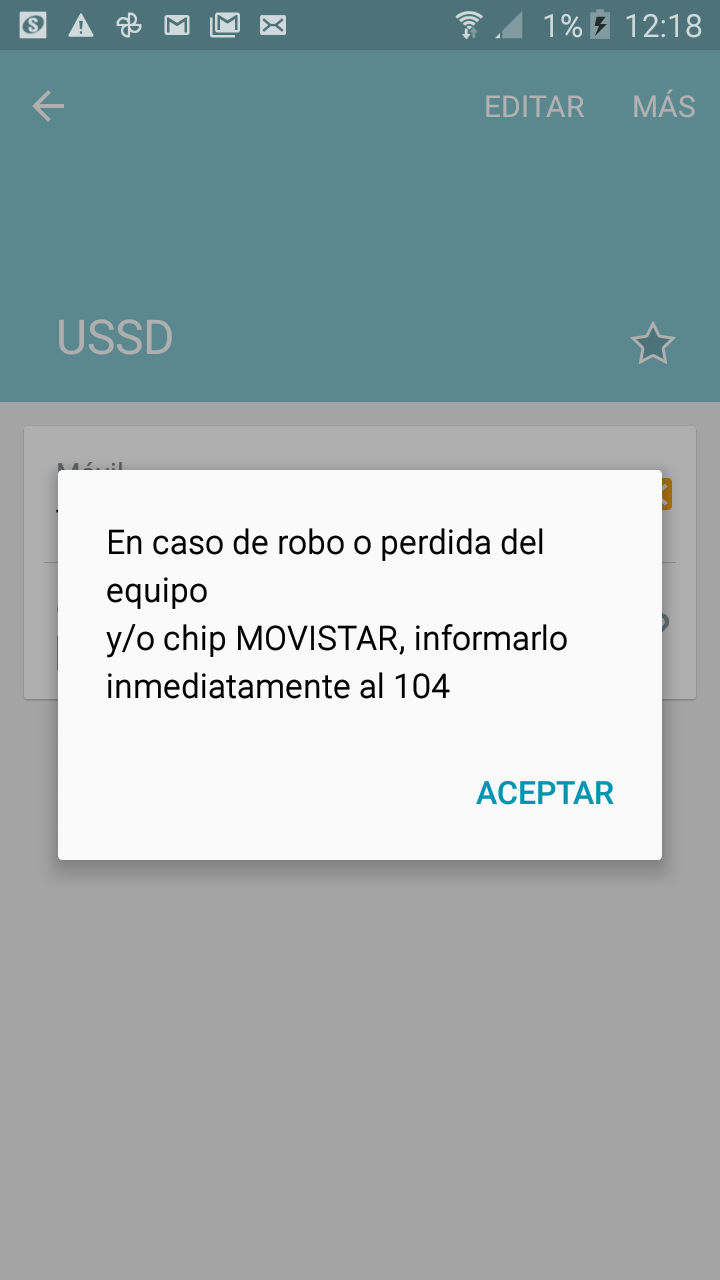 1% 12:18
EDITAR MÁS
USSD
Móvil
En caso de robo o perdida del
equipo
y/o chip MOVISTAR, informarlo
inmediatamente al 104
ACEPTAR